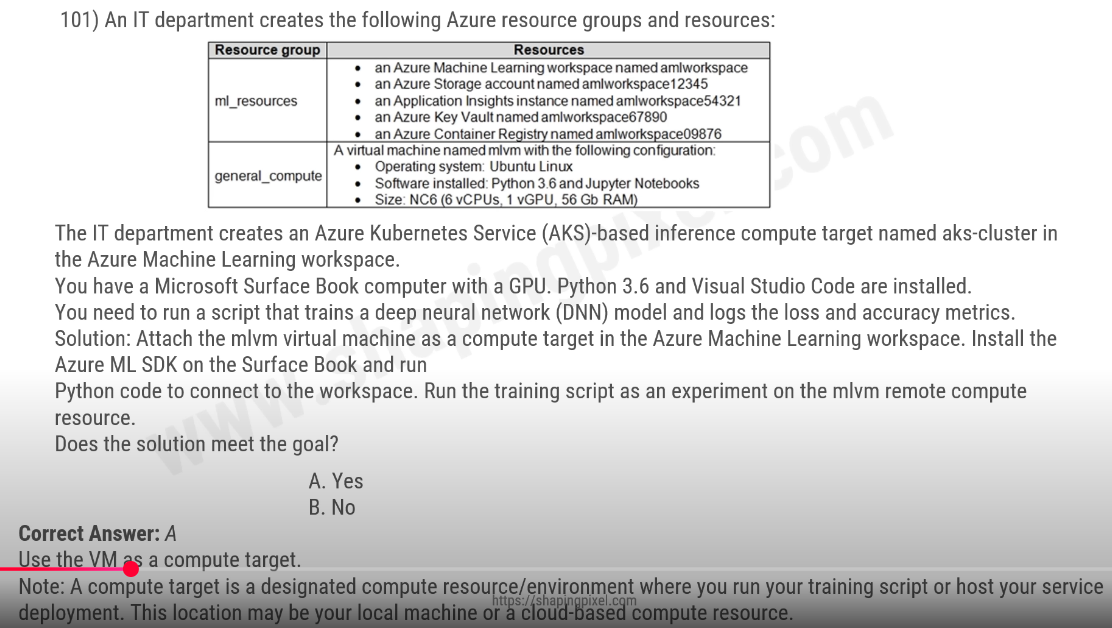 101) An IT department creates the following Azure resource groups and resources:
Resource group Resources
ml_resources
• an Azure Machine Learning workspace named amlworkspace
• an Azure Storage account named amlworkspace12345
• an Application Insights instance named amlworkspace54321
• an Azure Key Vault named amlworkspace67890
• an Azure Container Registry named amlworkspace09876
general_compute
A virtual machine named mlvm with the following configuration:
• Operating system: Ubuntu Linux
• Software installed: Python 3.6 and Jupyter Notebooks
• Size: NC6 (6 vCPUs, 1 vGPU, 56 Gb RAM)
The IT department creates an Azure Kubernetes Service (AKS)-based inference compute target named aks-cluster in
the Azure Machine Learning workspace.
You have a Microsoft Surface Book computer with a GPU. Python 3.6 and Visual Studio Code are installed.
You need to run a script that trains a deep neural network (DNN) model and logs the loss and accuracy metrics.
Solution: Attach the mlvm virtual machine as a compute target in the Azure Machine Learning workspace. Install the
Azure ML SDK on the Surface Book and run
Python code to connect to the workspace. Run the training script as an experiment on the mlvm remote compute
resource.
Does the solution meet the goal?
A. Yes
B. No
Correct Answer: A
Use the VM as a compute target.
Note: A compute target is a designated compute resource/environment where you run your training script or host your service
https://shapingpixel.com
deployment. This location may be your local machine or a cloud-based compute resource.
www.shapingpixel.com